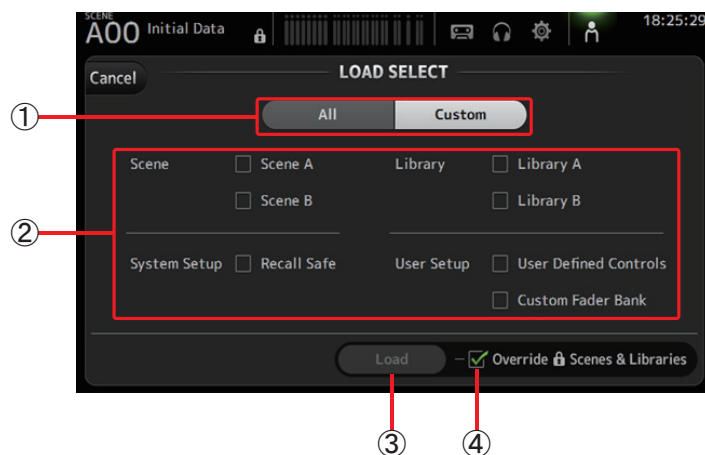 SCENE
A00 Initial Data
18:25:29
Cancel
LOAD SELECT
① All Custom
Scene Scene A Library Library A
Scene B Library B
②
System Setup Recall Safe User Setup User Defined Controls
Custom Fader Bank
Load Override Scenes & Libraries
③ ④